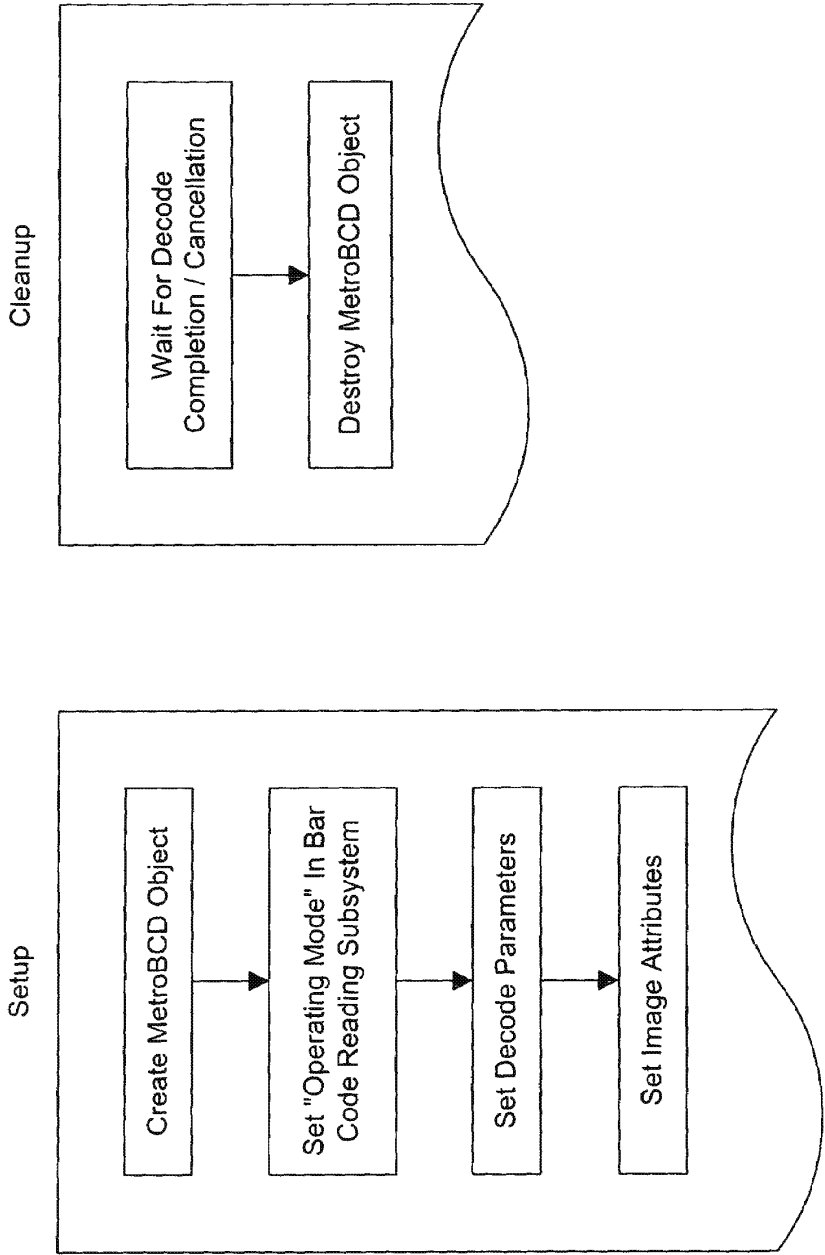 Setup
Create MetroBCD Object
Set "Operating Mode" In Bar
Code Reading Subsystem
Set Decode Parameters
Set Image Attributes
Cleanup
Wait For Decode
Completion / Cancellation
Destroy MetroBCD Object